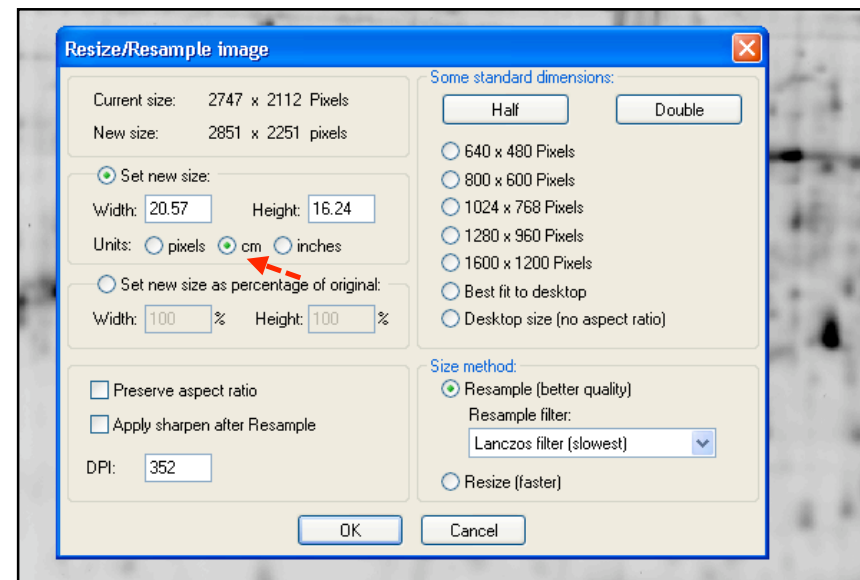 Resize/Resample image
Current size: 2747 x 2112 Pixels
New size: 2851 x 2251 pixels
Set new size:
Width: 20.57 Height: 16.24
Units: pixels cm inches
Set new size as percentage of original:
Width: 100 % Height: 100 %
Preserve aspect ratio
Apply sharpen after Resample
DPI: 352
Some standard dimensions:
Half Double
640 x 480 Pixels
800 x 600 Pixels
1024 x 768 Pixels
1280 x 960 Pixels
1600 x 1200 Pixels
Best fit to desktop
Desktop size (no aspect ratio)
Size method:
Resample (better quality)
Resample filter:
Lanczos filter (slowest)
Resize (faster)
OK Cancel